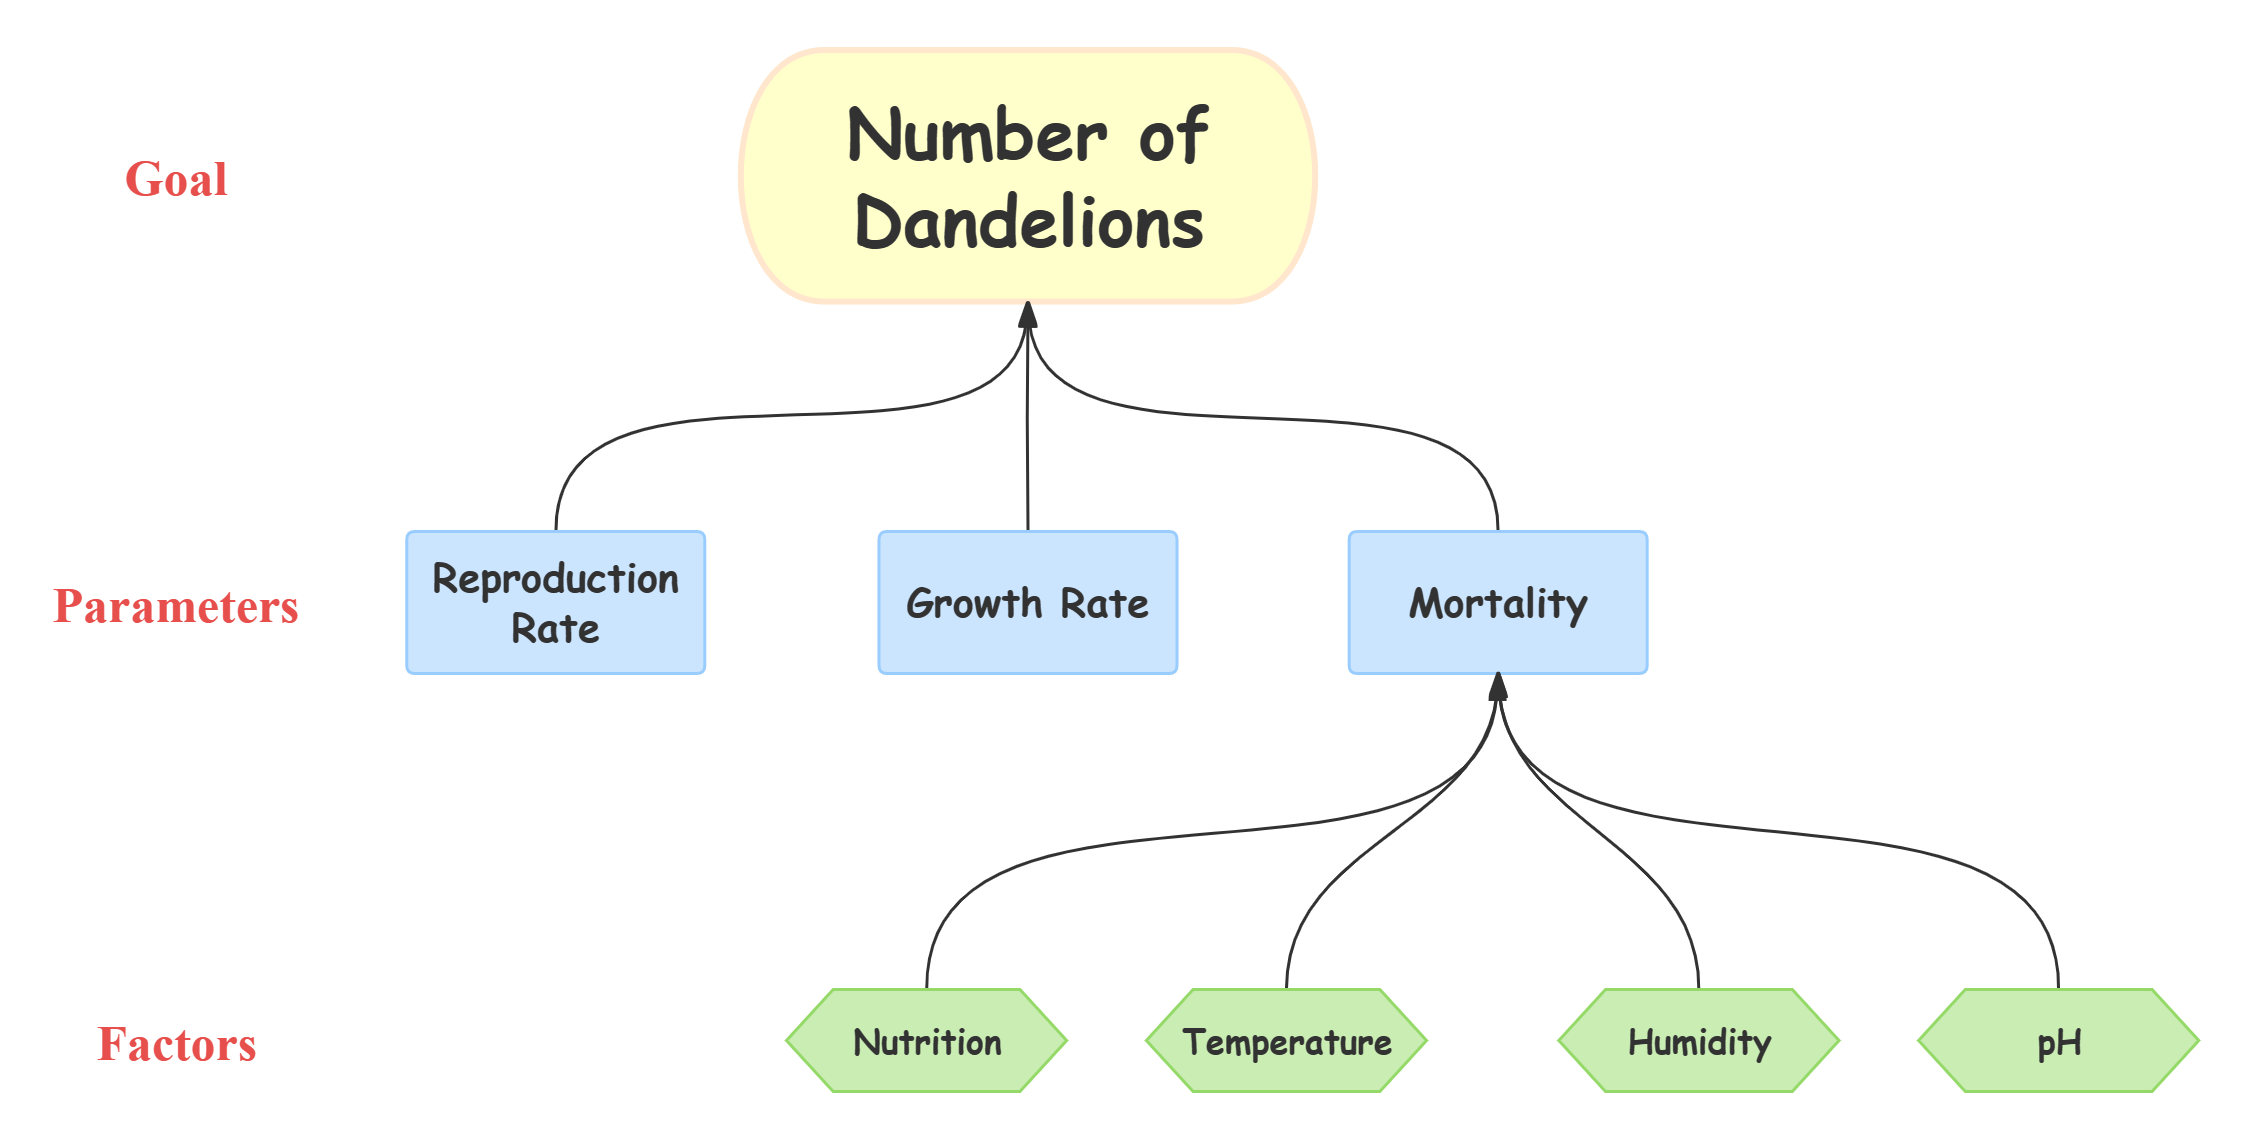 Goal
Number of
Dandelions
Parameters
Reproduction
Rate
Growth Rate
Mortality
Factors
Nutrition
Temperature
Humidity
pH